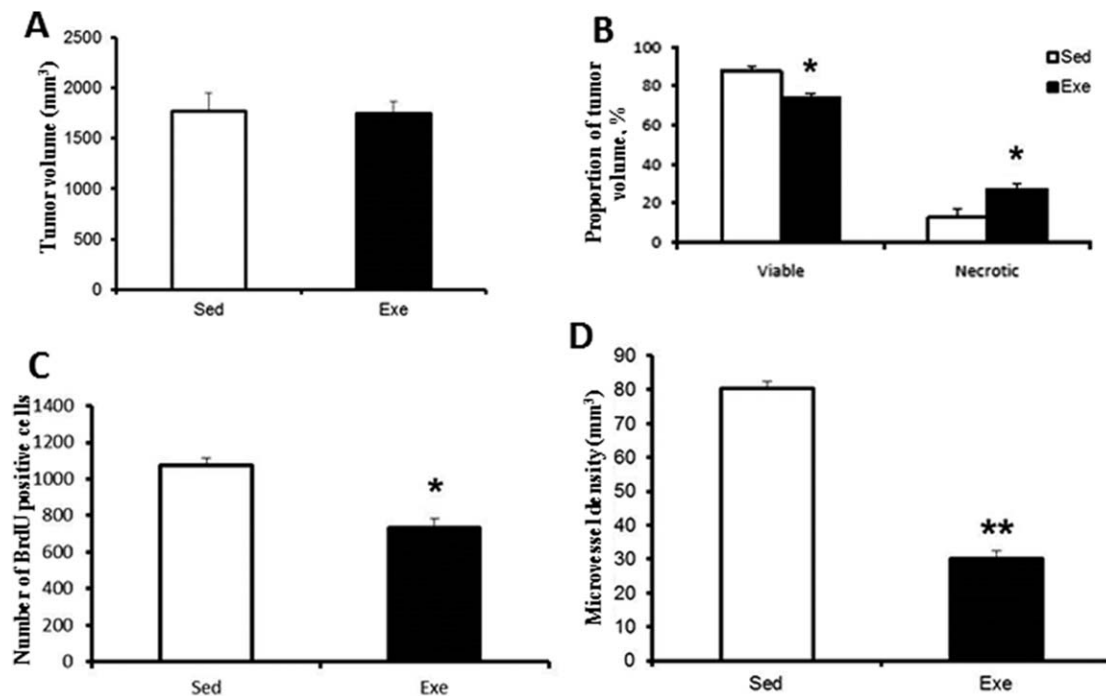 A
Tumor volume (mm³)
2500
2000
1500
1000
500
0
Sed Exe
B
Proportion of tumor
volume, %
100
80
60
40
20
0
* *
Viable Necrotic
Sed
Exe
C
Number of BrdU positive cells
1400
1200
1000
800
600
400
200
0
*
Sed Exe
D
Microvessel density(mm³)
90
80
70
60
50
40
30
20
10
0
**
Sed Exe